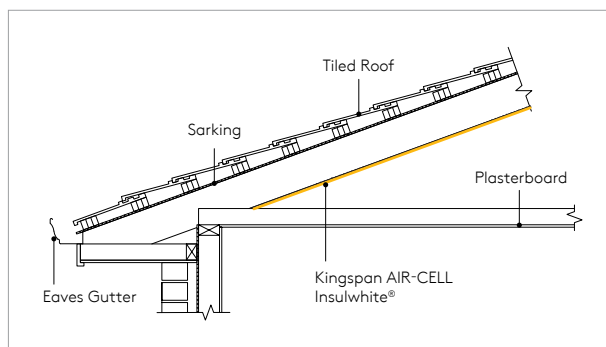 Tiled Roof
Sarking
Plasterboard
Kingspan AIR-CELL
Insulwhite®
Eaves Gutter